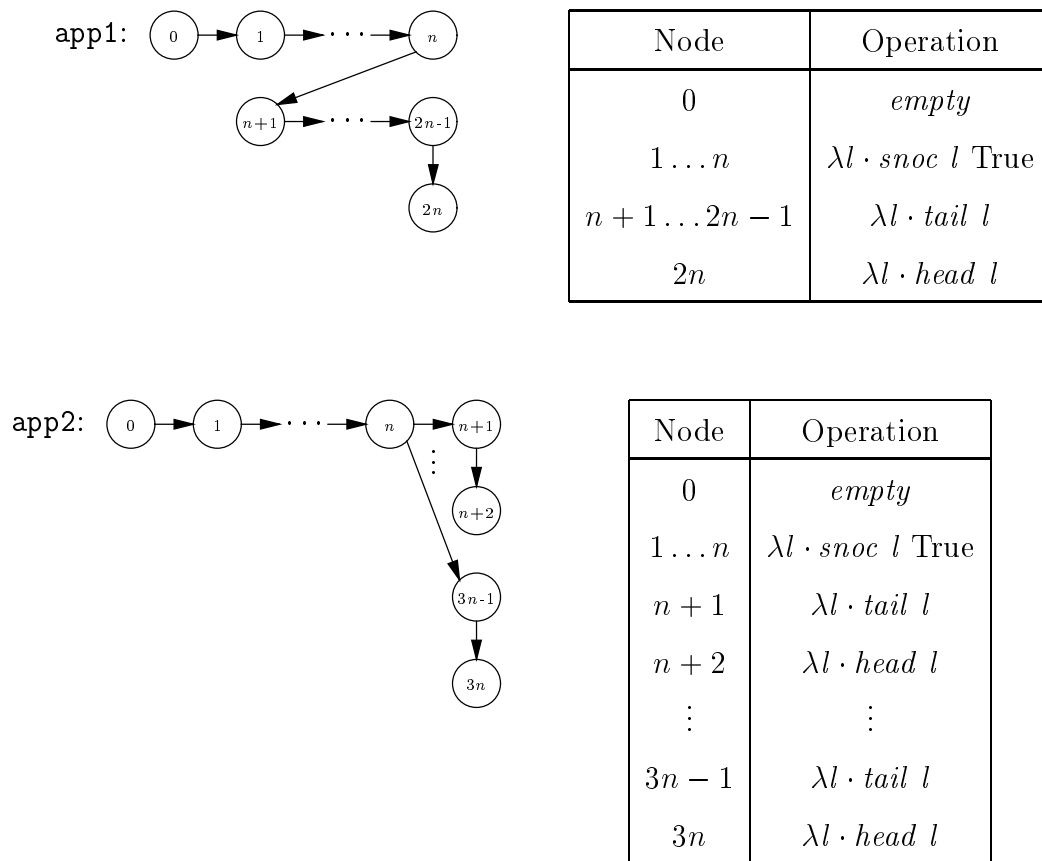 app1: 0 1 · · · n
n+1 · · · 2n-1
2n
Node Operation
0 empty
1 . . . n λl · snoc l True
n + 1 . . . 2n − 1 λl · tail l
2n λl · head l
app2: 0 1 · · · n n+1
⋮ n+2
3n-1
3n
Node Operation
0 empty
1 . . . n λl · snoc l True
n + 1 λl · tail l
n + 2 λl · head l
⋮ ⋮
3n − 1 λl · tail l
3n λl · head l